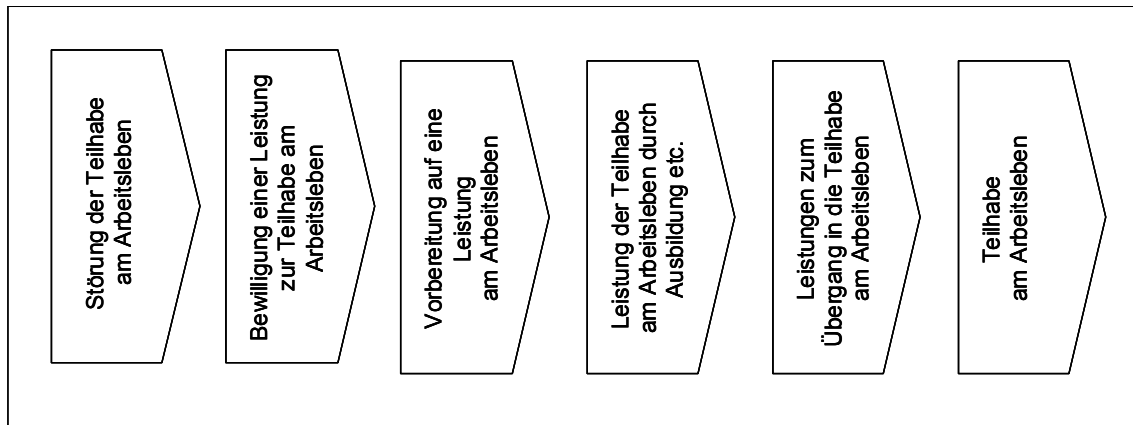 Störung der Teilhabe
am Arbeitsleben
Bewilligung einer Leistung
zur Teilhabe am
Arbeitsleben
Vorbereitung auf eine
Leistung
am Arbeitsleben
Leistung der Teilhabe
am Arbeitsleben durch
Ausbildung etc.
Leistungen zum
Übergang in die Teilhabe
am Arbeitsleben
Teilhabe
am Arbeitsleben